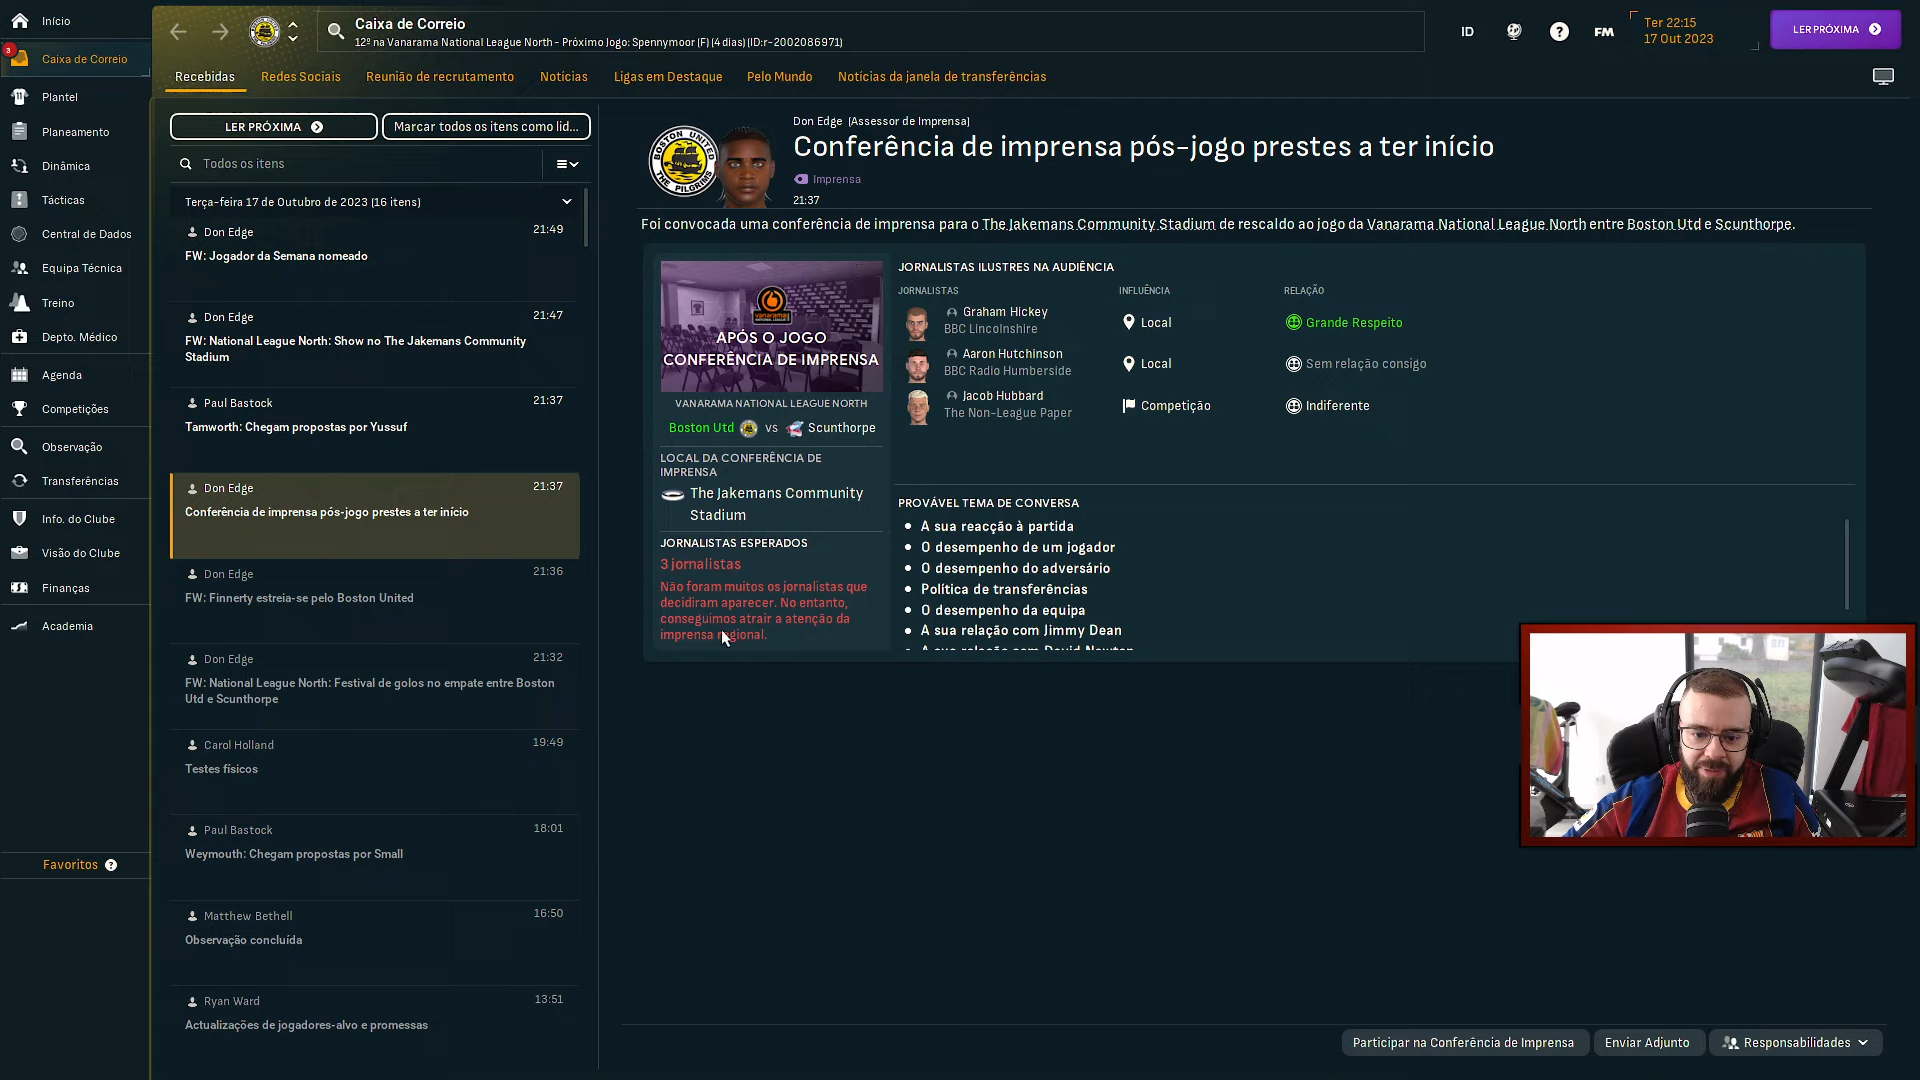 Início
3
Caixa de Correio
Plantel
Planeamento
Dinâmica
Tácticas
Central de Dados
Equipa Técnica
Treino
Depto. Médico
Agenda
Competições
Observação
Transferências
Info. do Clube
Visão do Clube
Finanças
Academia
Favoritos
Caixa de Correio
12º na Vanarama National League North - Próximo Jogo: Spennymoor (F) (4 dias) (ID:r-2002086971)
ID
FM
Ter 22:15
17 Out 2023
LER PRÓXIMA
Recebidas
Redes Sociais
Reunião de recrutamento
Notícias
Ligas em Destaque
Pelo Mundo
Notícias da janela de transferências
LER PRÓXIMA
Marcar todos os itens como lid...
Todos os itens
Terça-feira 17 de Outubro de 2023 (16 itens)
Don Edge 21:49
FW: Jogador da Semana nomeado
Don Edge 21:47
FW: National League North: Show no The Jakemans Community
Stadium
Paul Bastock 21:37
Tamworth: Chegam propostas por Yussuf
Don Edge 21:37
Conferência de imprensa pós-jogo prestes a ter início
Don Edge 21:36
FW: Finnerty estreia-se pelo Boston United
Don Edge 21:32
FW: National League North: Festival de golos no empate entre Boston
Utd e Scunthorpe
Carol Holland 19:49
Testes físicos
Paul Bastock 18:01
Weymouth: Chegam propostas por Small
Matthew Bethell 16:50
Observação concluída
Ryan Ward 13:51
Actualizações de jogadores-alvo e promessas
BOSTON UNITED
THE PILGRIMS
Don Edge (Assessor de Imprensa)
Conferência de imprensa pós-jogo prestes a ter início
Imprensa
21:37
Foi convocada uma conferência de imprensa para o The Jakemans Community Stadium de rescaldo ao jogo da Vanarama National League North entre Boston Utd e Scunthorpe.
vanarama
APÓS O JOGO
CONFERÊNCIA DE IMPRENSA
VANARAMA NATIONAL LEAGUE NORTH
Boston Utd vs Scunthorpe
LOCAL DA CONFERÊNCIA DE
IMPRENSA
The Jakemans Community
Stadium
JORNALISTAS ESPERADOS
3 jornalistas
Não foram muitos os jornalistas que
decidiram aparecer. No entanto,
conseguimos atrair a atenção da
imprensa regional.
JORNALISTAS ILUSTRES NA AUDIÊNCIA
JORNALISTAS INFLUÊNCIA RELAÇÃO
Graham Hickey
BBC Lincolnshire
Local
Grande Respeito
Aaron Hutchinson
BBC Radio Humberside
Local
Sem relação consigo
Jacob Hubbard
The Non-League Paper
Competição
Indiferente
PROVÁVEL TEMA DE CONVERSA
A sua reacção à partida
O desempenho de um jogador
O desempenho do adversário
Política de transferências
O desempenho da equipa
A sua relação com Jimmy Dean
A sua relação com David Newton
Participar na Conferência de Imprensa
Enviar Adjunto
Responsabilidades